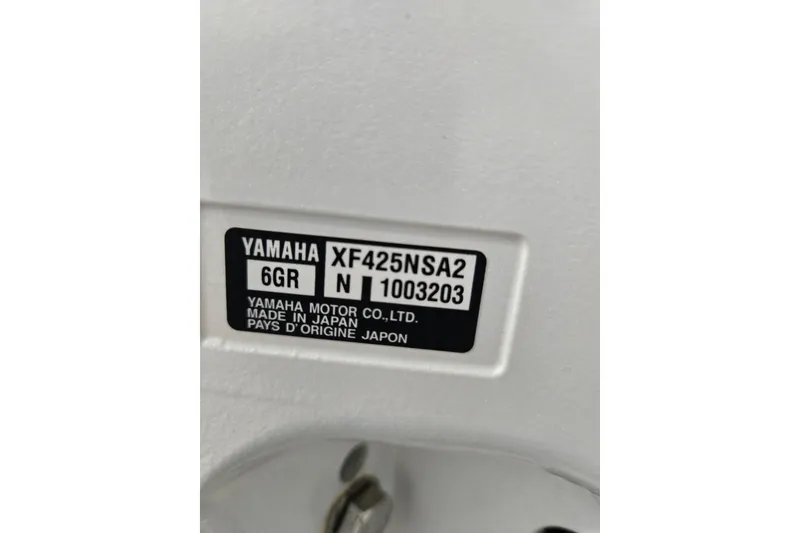 YAMAHA XF425NSA2
6GR N 1003203
YAMAHA MOTOR CO.,LTD.
MADE IN JAPAN
PAYS D'ORIGINE JAPON